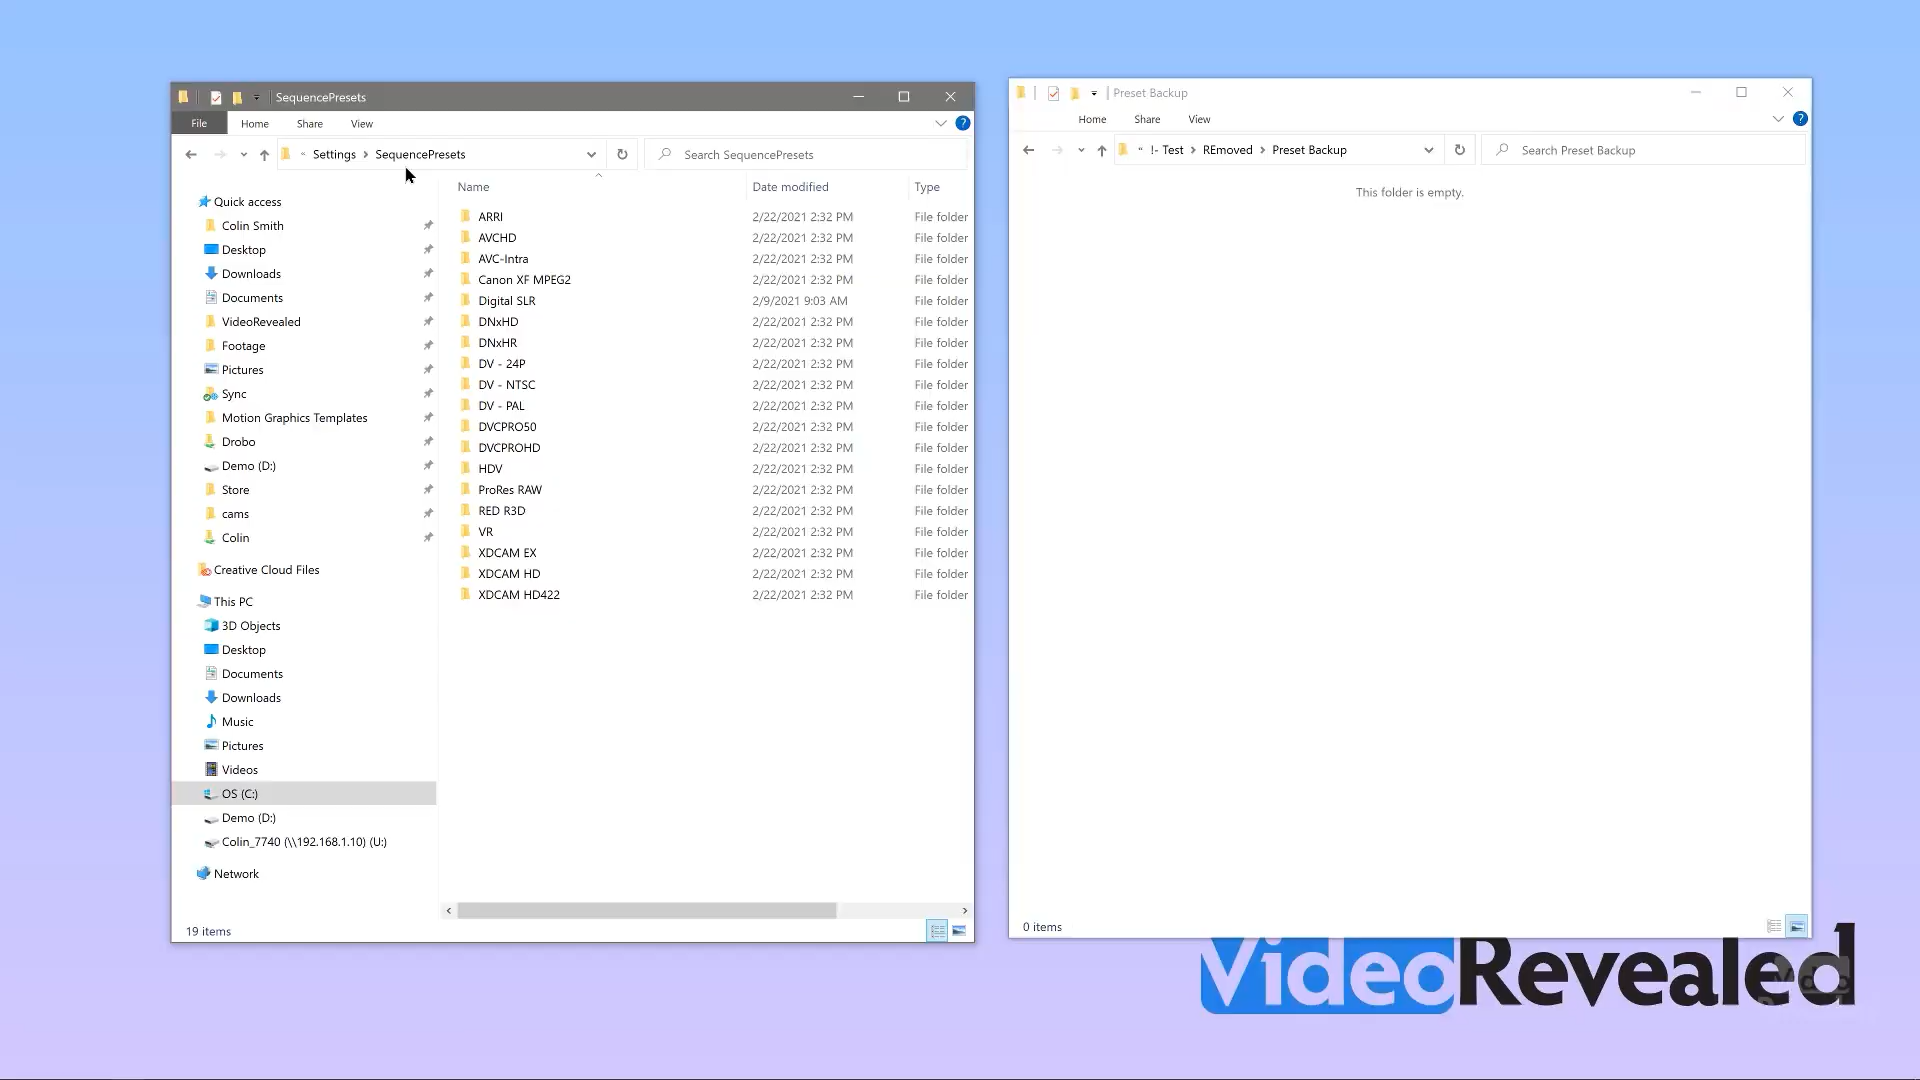 SequencePresets
File Home Share View
Settings SequencePresets
Search SequencePresets
Quick access
Colin Smith
Desktop
Downloads
Documents
VideoRevealed
Footage
Pictures
Sync
Motion Graphics Templates
Drobo
Demo (D:)
Store
cams
Colin
Creative Cloud Files
This PC
3D Objects
Desktop
Documents
Downloads
Music
Pictures
Videos
OS (C:)
Demo (D:)
Colin_7740 (\\192.168.1.10) (U:)
Network
Name Date modified Type
ARRI 2/22/2021 2:32 PM File folder
AVCHD 2/22/2021 2:32 PM File folder
AVC-Intra 2/22/2021 2:32 PM File folder
Canon XF MPEG2 2/22/2021 2:32 PM File folder
Digital SLR 2/9/2021 9:03 AM File folder
DNxHD 2/22/2021 2:32 PM File folder
DNxHR 2/22/2021 2:32 PM File folder
DV - 24P 2/22/2021 2:32 PM File folder
DV - NTSC 2/22/2021 2:32 PM File folder
DV - PAL 2/22/2021 2:32 PM File folder
DVCPRO50 2/22/2021 2:32 PM File folder
DVCPROHD 2/22/2021 2:32 PM File folder
HDV 2/22/2021 2:32 PM File folder
ProRes RAW 2/22/2021 2:32 PM File folder
RED R3D 2/22/2021 2:32 PM File folder
VR 2/22/2021 2:32 PM File folder
XDCAM EX 2/22/2021 2:32 PM File folder
XDCAM HD 2/22/2021 2:32 PM File folder
XDCAM HD422 2/22/2021 2:32 PM File folder
19 items
Preset Backup
Home Share View
!- Test REmoved Preset Backup
Search Preset Backup
This folder is empty.
0 items
VideoRevealed